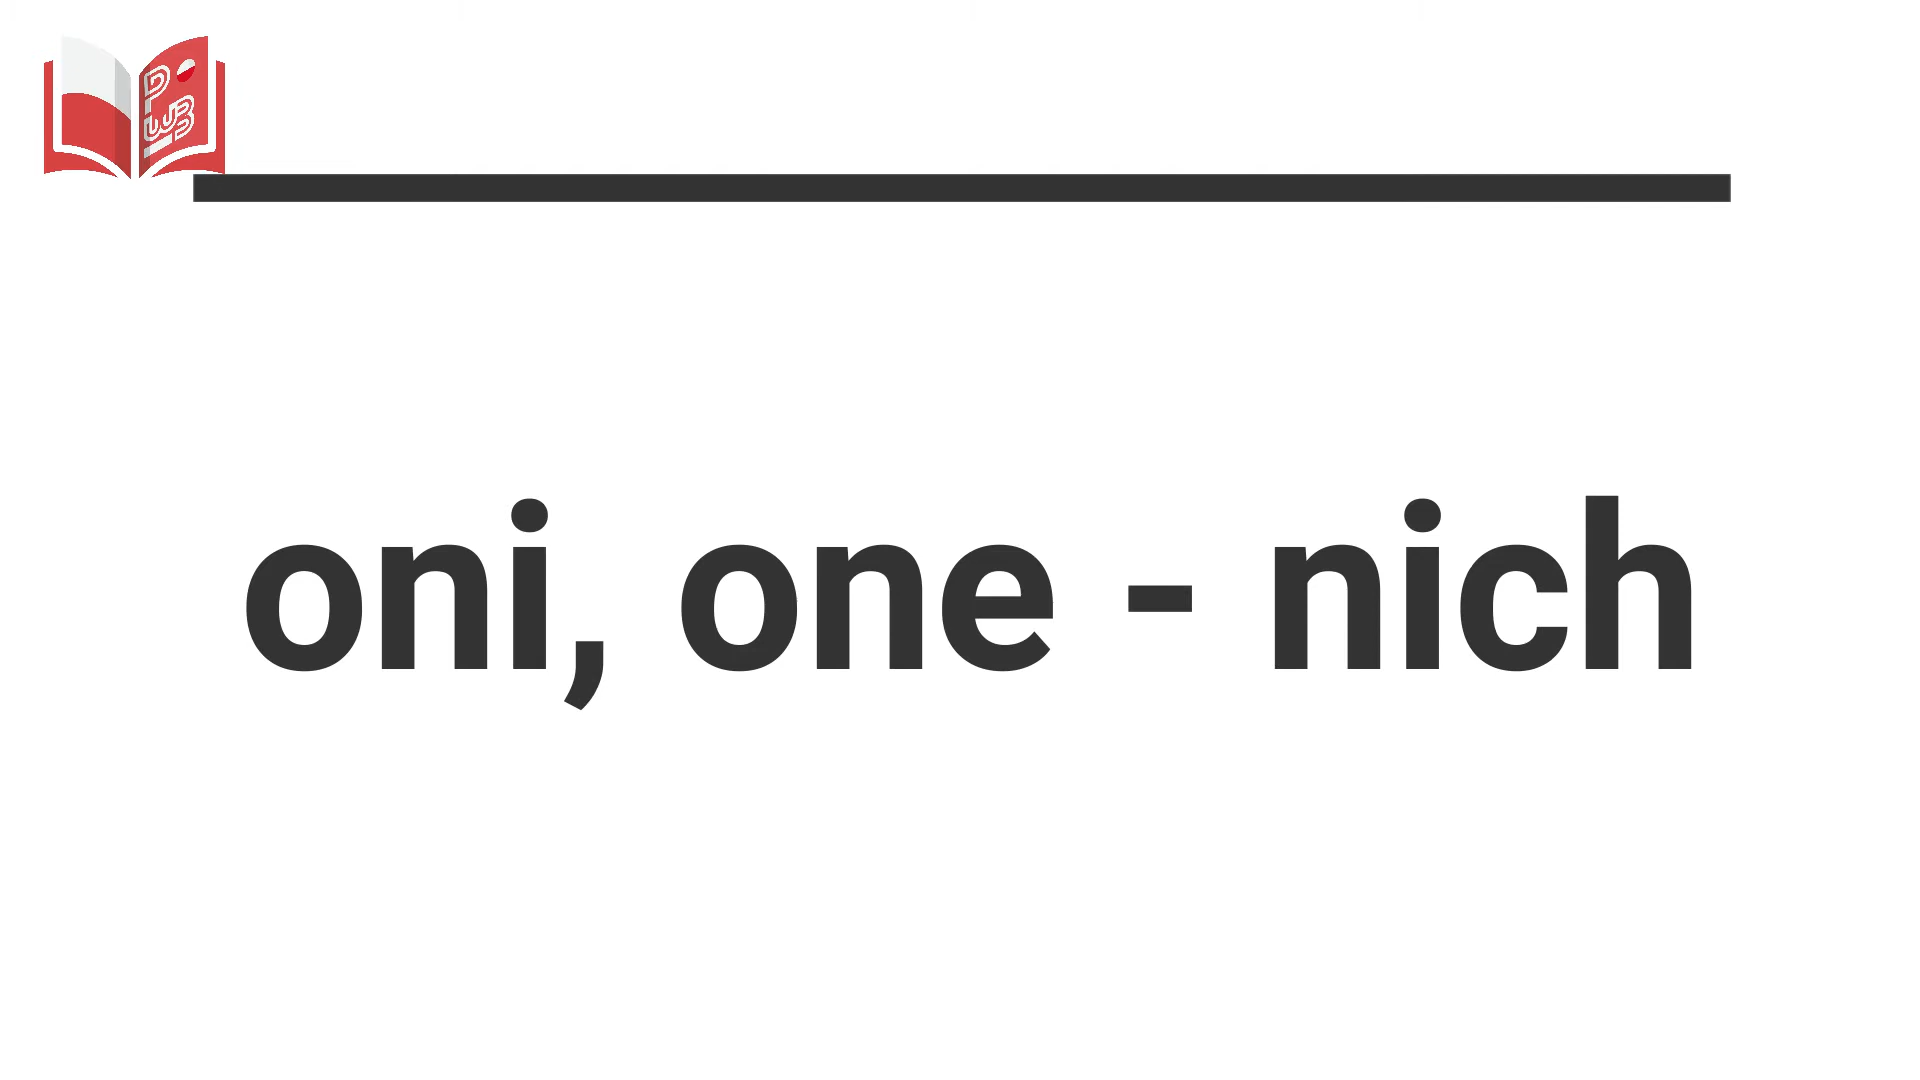 oni, one - nich